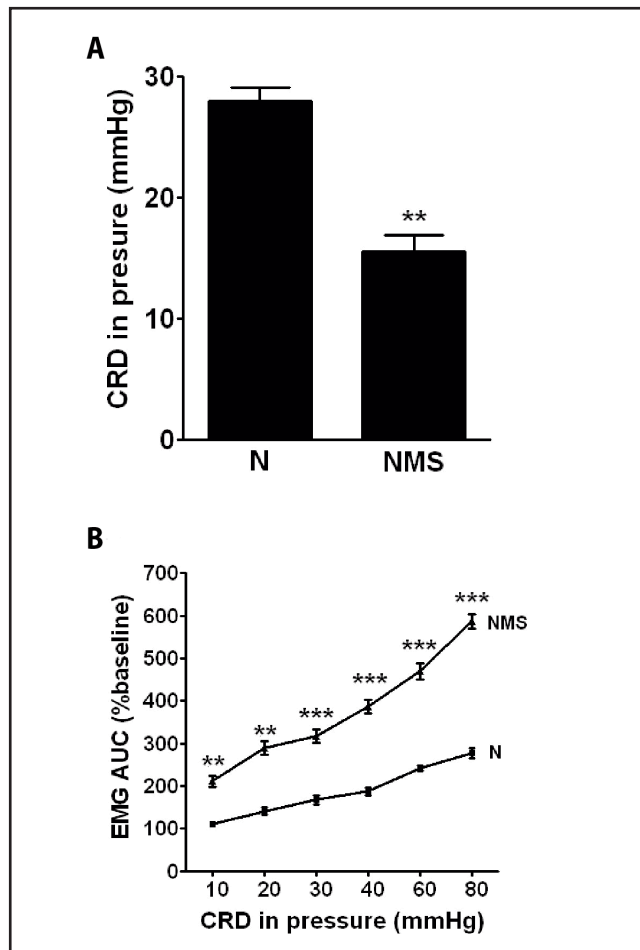 A
CRD in presure (mmHg)
30
20
10
0
**
N
NMS
B
EMG AUC (%baseline)
700
600
500
400
300
200
100
0
**
**
***
***
***
***
NMS
N
10 20 30 40 60 80
CRD in pressure (mmHg)